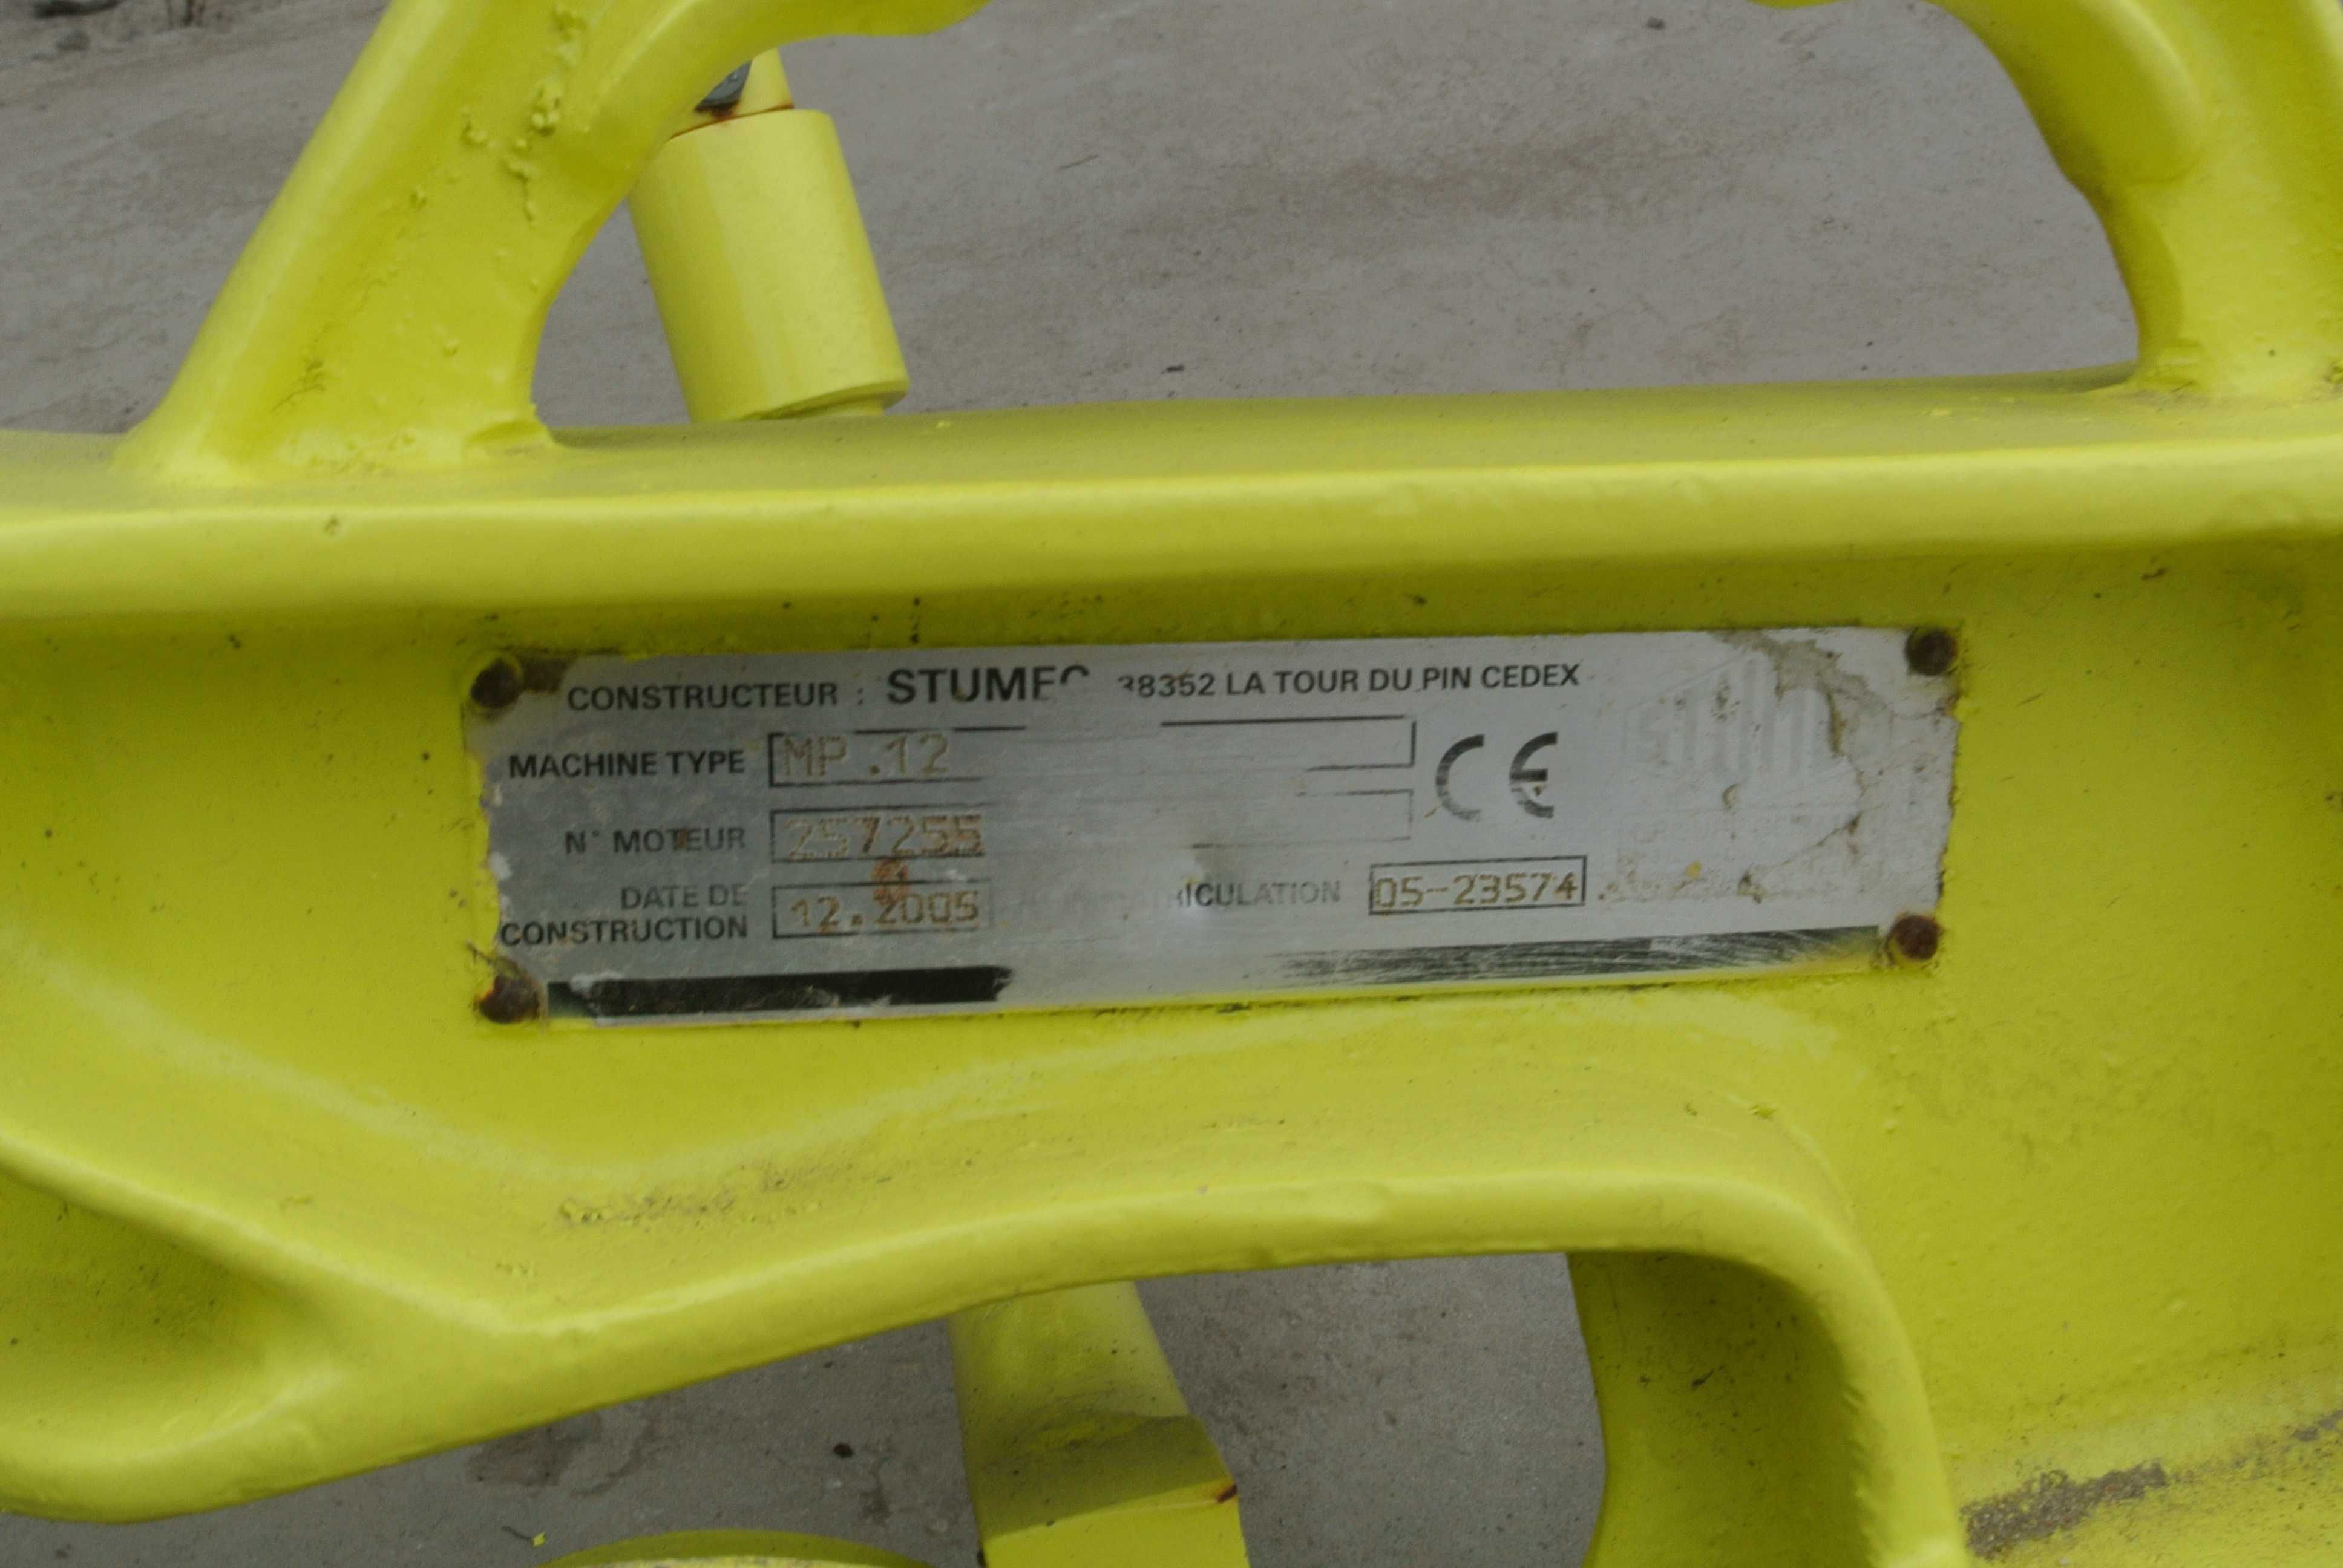 CONSTRUCTEUR : STUMEC 38352 LA TOUR DU PIN CEDEX
MACHINE TYPE MP.12
CE
N° MOTEUR 257255
DATE DE
CONSTRUCTION 12.2005
05-23574